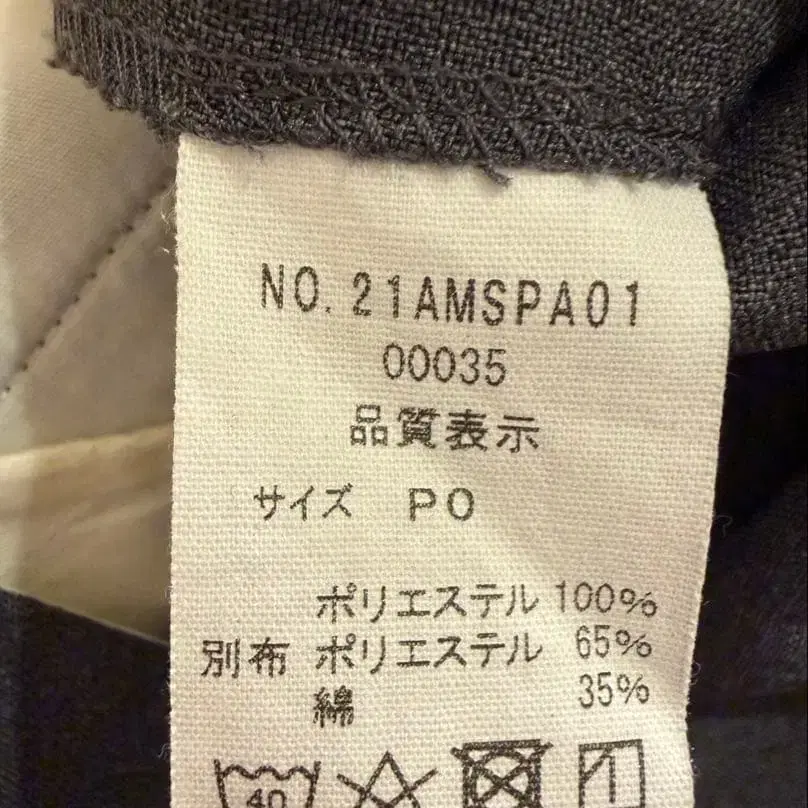 NO.21AMSPA01
00035
品質表示
サイズ PO
ポリエステル 100%
別布 ポリエステル 65%
綿 35%
40